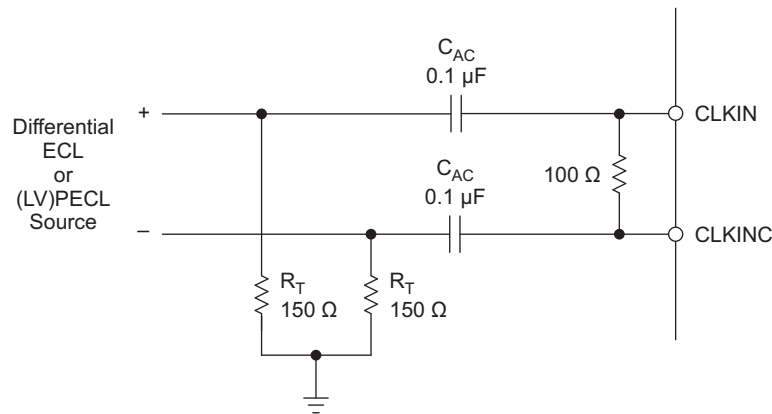 C_AC
0.1 µF
+
CLKIN
Differential
ECL
or
(LV)PECL
Source
C_AC
0.1 µF
100 Ω
–
CLKINC
R_T
150 Ω
R_T
150 Ω